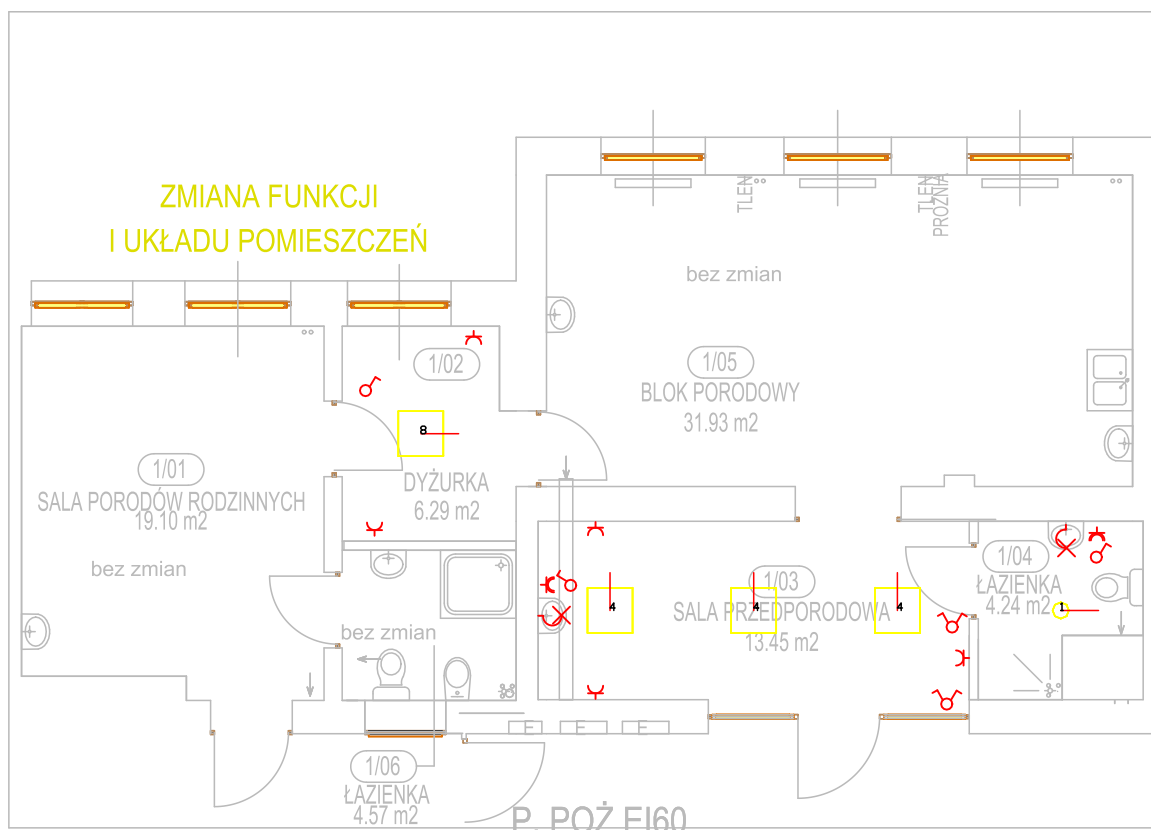 ZMIANA FUNKCJI
I UKŁADU POMIESZCZEŃ
TLEN
TLEN
PRÓŻNIA
bez zmian
1/05
BLOK PORODOWY
31.93 m2
1/02
8
DYŻURKA
6.29 m2
1/01
SALA PORODÓW RODZINNYCH
19.10 m2
bez zmian
1/03
4
4
4
SALA PRZEDPORODOWA
13.45 m2
1/04
ŁAZIENKA
4.24 m2
1
bez zmian
E
E
E
1/06
ŁAZIENKA
4.57 m2
P. POŻ EI60